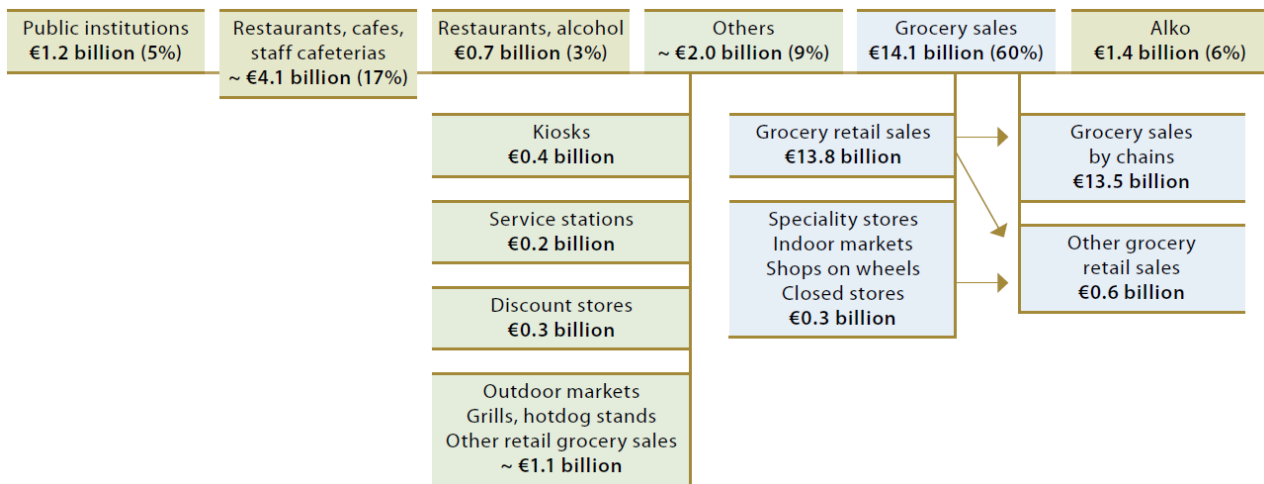 Public institutions
€1.2 billion (5%)
Restaurants, cafes,
staff cafeterias
~ €4.1 billion (17%)
Restaurants, alcohol
€0.7 billion (3%)
Others
~ €2.0 billion (9%)
Grocery sales
€14.1 billion (60%)
Alko
€1.4 billion (6%)
Kiosks
€0.4 billion
Service stations
€0.2 billion
Discount stores
€0.3 billion
Outdoor markets
Grills, hotdog stands
Other retail grocery sales
~ €1.1 billion
Grocery retail sales
€13.8 billion
Speciality stores
Indoor markets
Shops on wheels
Closed stores
€0.3 billion
Grocery sales
by chains
€13.5 billion
Other grocery
retail sales
€0.6 billion